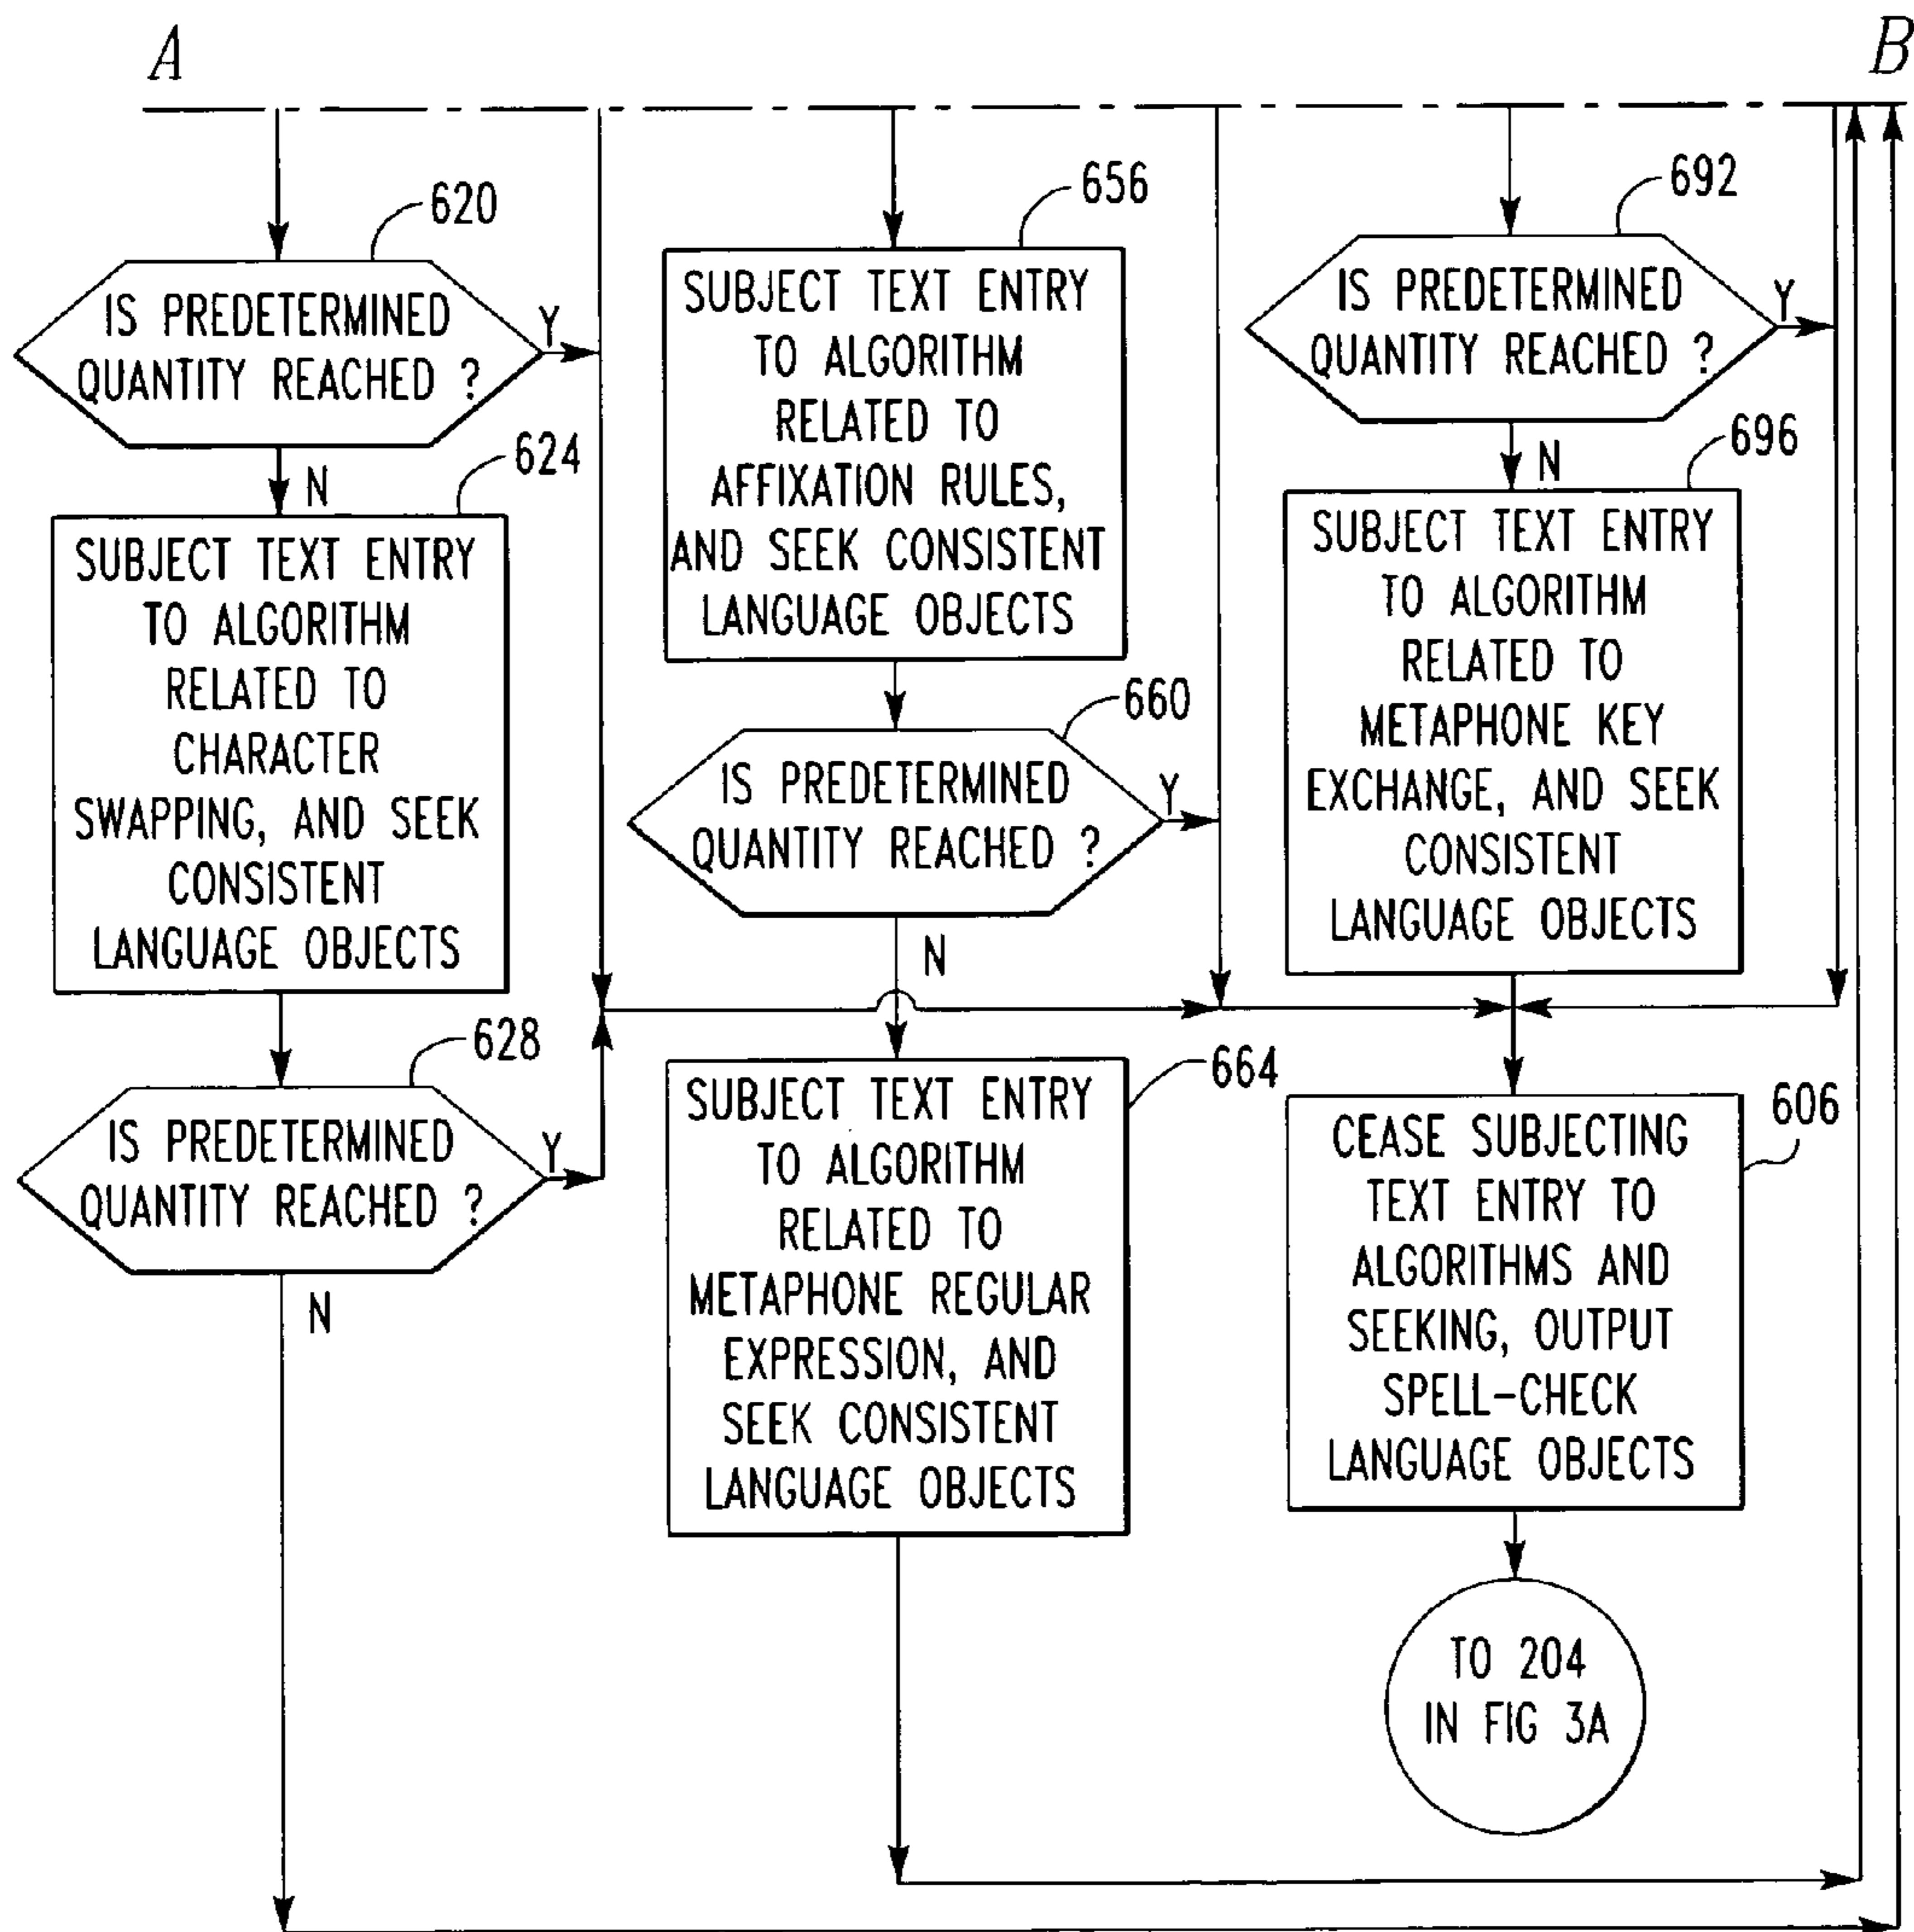 A
B
620
IS PREDETERMINED
QUANTITY REACHED ?
Y
N
624
SUBJECT TEXT ENTRY
TO ALGORITHM
RELATED TO
CHARACTER
SWAPPING, AND SEEK
CONSISTENT
LANGUAGE OBJECTS
628
IS PREDETERMINED
QUANTITY REACHED ?
Y
N
656
SUBJECT TEXT ENTRY
TO ALGORITHM
RELATED TO
AFFIXATION RULES,
AND SEEK CONSISTENT
LANGUAGE OBJECTS
660
IS PREDETERMINED
QUANTITY REACHED ?
Y
N
664
SUBJECT TEXT ENTRY
TO ALGORITHM
RELATED TO
METAPHONE REGULAR
EXPRESSION, AND
SEEK CONSISTENT
LANGUAGE OBJECTS
692
IS PREDETERMINED
QUANTITY REACHED ?
Y
N
696
SUBJECT TEXT ENTRY
TO ALGORITHM
RELATED TO
METAPHONE KEY
EXCHANGE, AND SEEK
CONSISTENT
LANGUAGE OBJECTS
606
CEASE SUBJECTING
TEXT ENTRY TO
ALGORITHMS AND
SEEKING, OUTPUT
SPELL-CHECK
LANGUAGE OBJECTS
TO 204
IN FIG 3A